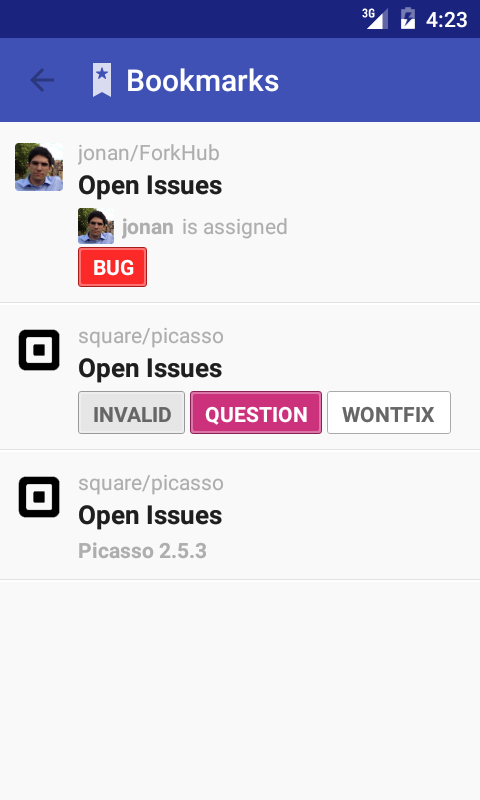 3G 4:23
Bookmarks
jonan/ForkHub
Open Issues
jonan is assigned
BUG
square/picasso
Open Issues
INVALID QUESTION WONTFIX
square/picasso
Open Issues
Picasso 2.5.3